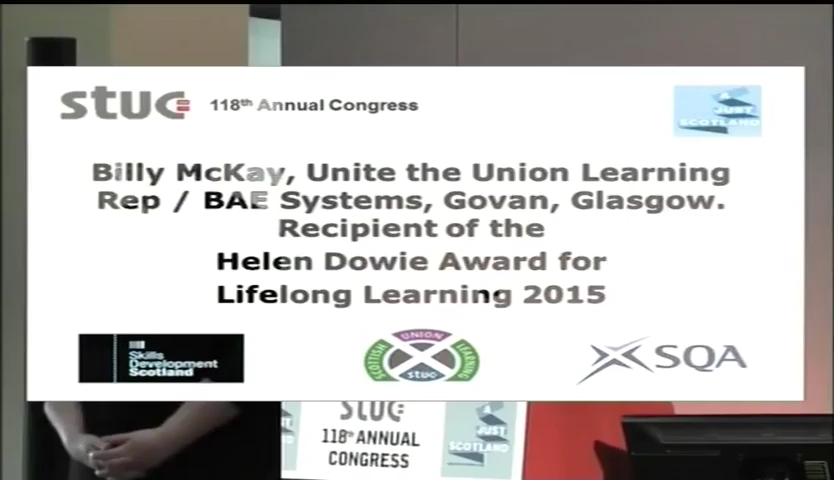 STUC 118th Annual Congress
A
JUST
SCOTLAND
Billy McKay, Unite the Union Learning
Rep / BAE Systems, Govan, Glasgow.
Recipient of the
Helen Dowie Award for
Lifelong Learning 2015
Skills
Development
Scotland
SCOTTISH UNION LEARNING
STUC
SQA
STUC
118th ANNUAL
CONGRESS
A
JUST
SCOTLAND